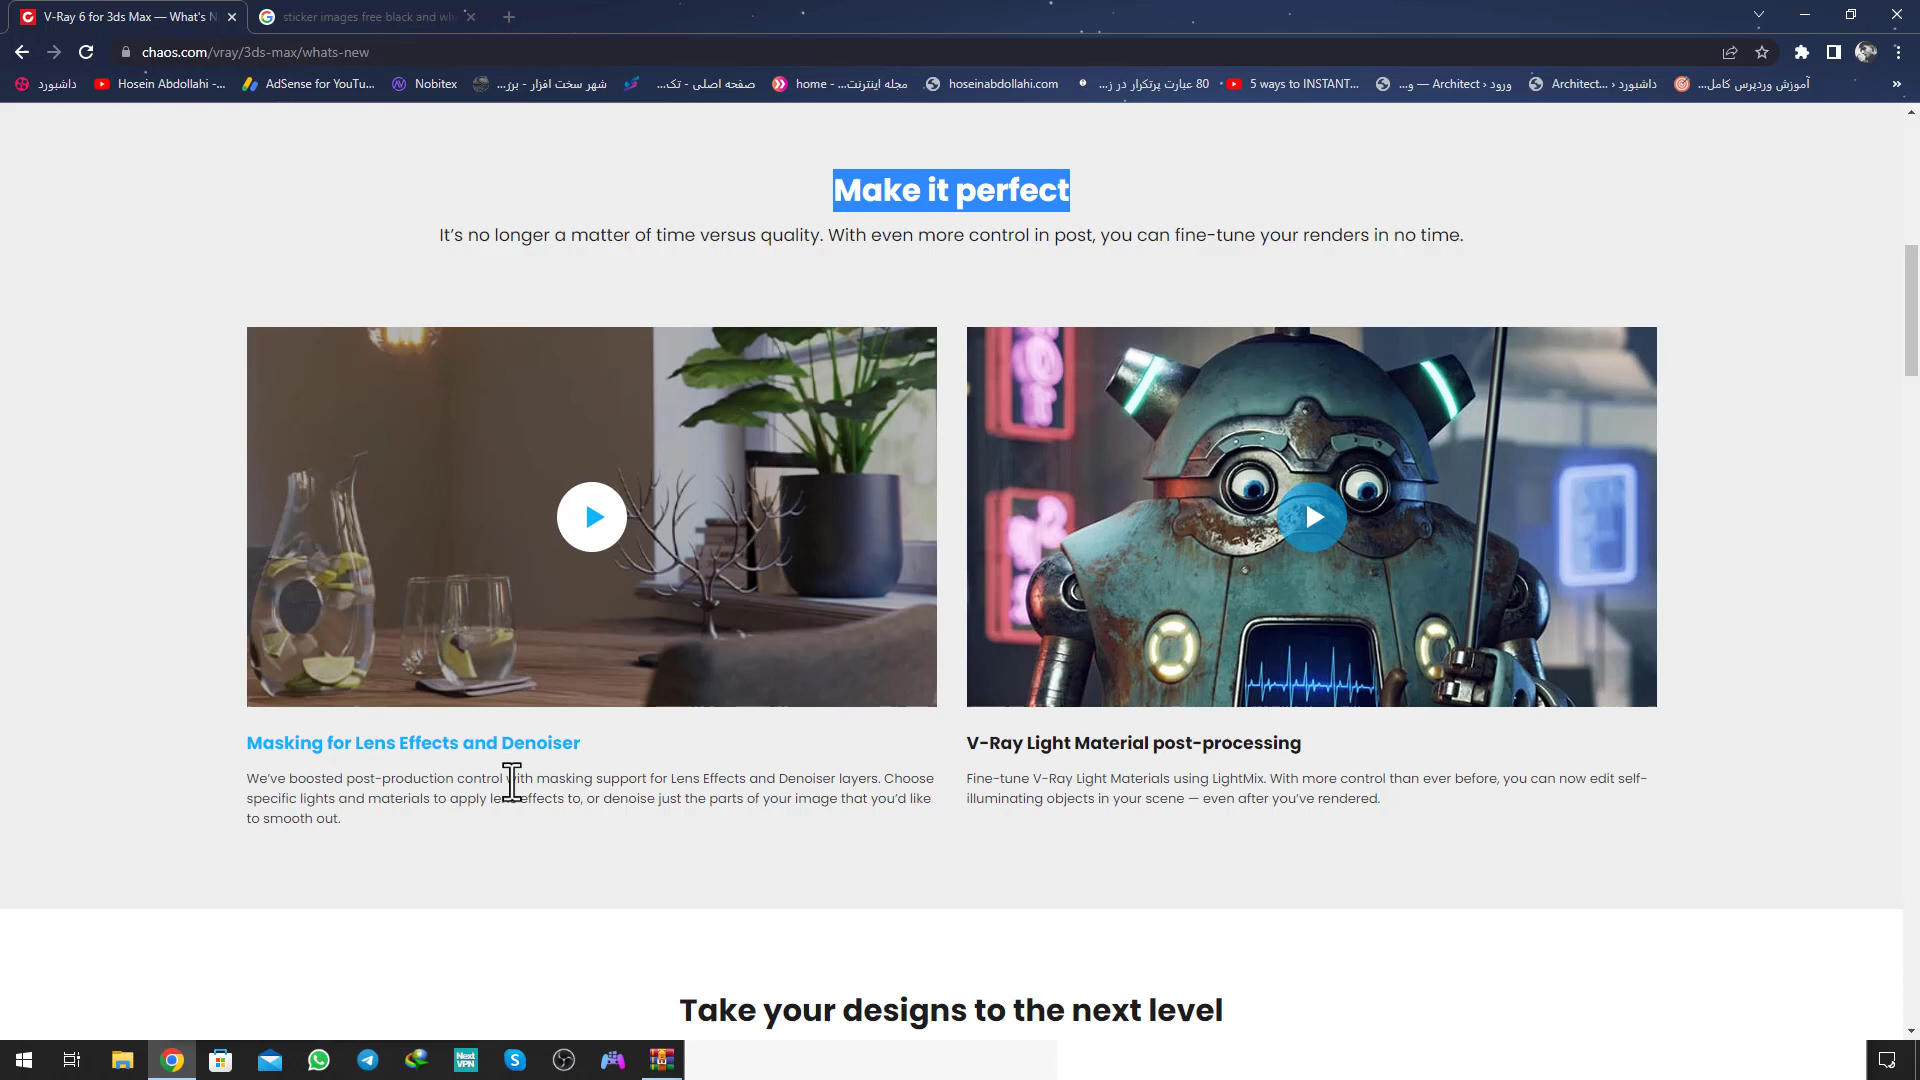 V-Ray 6 for 3ds Max — What's N
sticker images free black and wh
chaos.com/vray/3ds-max/whats-new
داشبورد
Hosein Abdollahi -...
AdSense for YouTu...
Nobitex
شهر سخت افزار - برژ...
صفحه اصلی - تک...
مجله اینترنت... - home
hoseinabdollahi.com
80 عبارت پرتکرار در ز...
5 ways to INSTANT...
ورود ‹ Architect — و...
داشبورد ‹ Architect...
آموزش وردپرس کامل...
Make it perfect
It's no longer a matter of time versus quality. With even more control in post, you can fine-tune your renders in no time.
Masking for Lens Effects and Denoiser
We've boosted post-production control with masking support for Lens Effects and Denoiser layers. Choose
specific lights and materials to apply lens effects to, or denoise just the parts of your image that you'd like
to smooth out.
V-Ray Light Material post-processing
Fine-tune V-Ray Light Materials using LightMix. With more control than ever before, you can now edit self-
illuminating objects in your scene — even after you've rendered.
Take your designs to the next level
Next
VPN